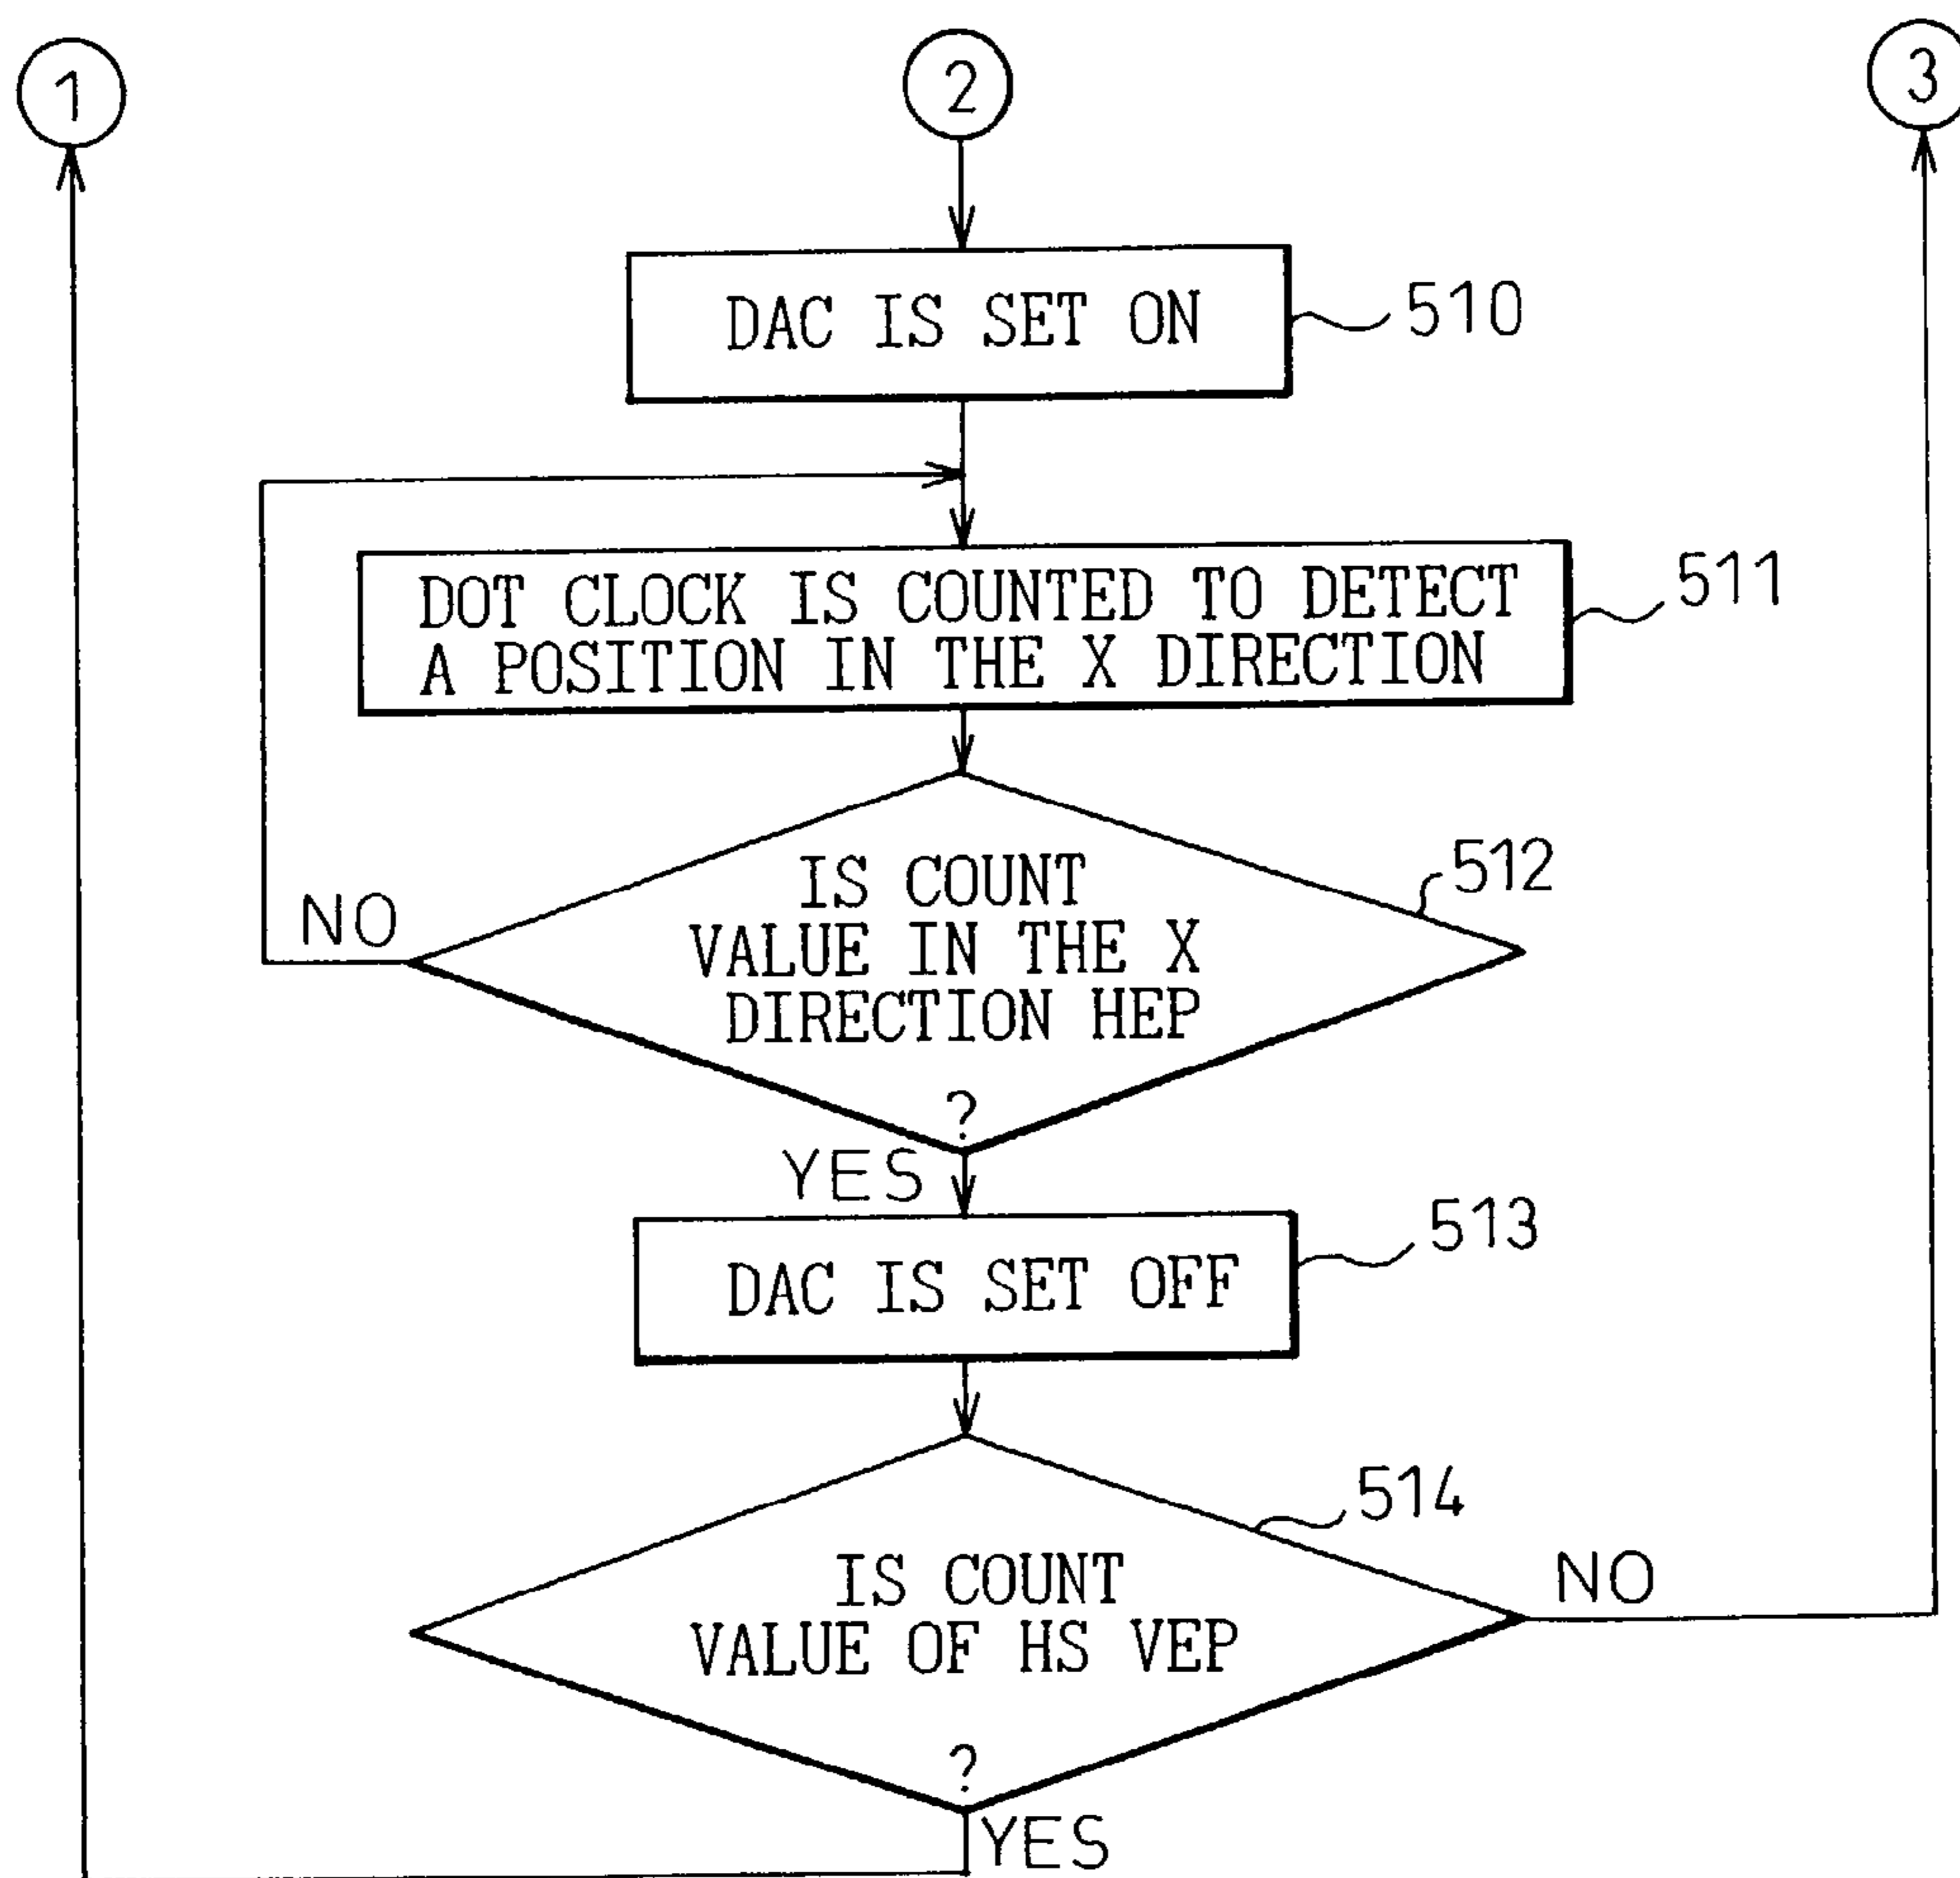 1
2
3
DAC IS SET ON
510
DOT CLOCK IS COUNTED TO DETECT
A POSITION IN THE X DIRECTION
511
IS COUNT
VALUE IN THE X
DIRECTION HEP
?
512
NO
YES
DAC IS SET OFF
513
IS COUNT
VALUE OF HS VEP
?
514
NO
YES